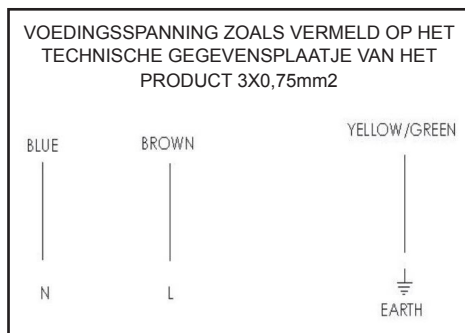 VOEDINGSSPANNING ZOALS VERMELD OP HET
TECHNISCHE GEGEVENSPLAATJE VAN HET
PRODUCT 3X0,75mm2
BLUE BROWN YELLOW/GREEN
N L
EARTH